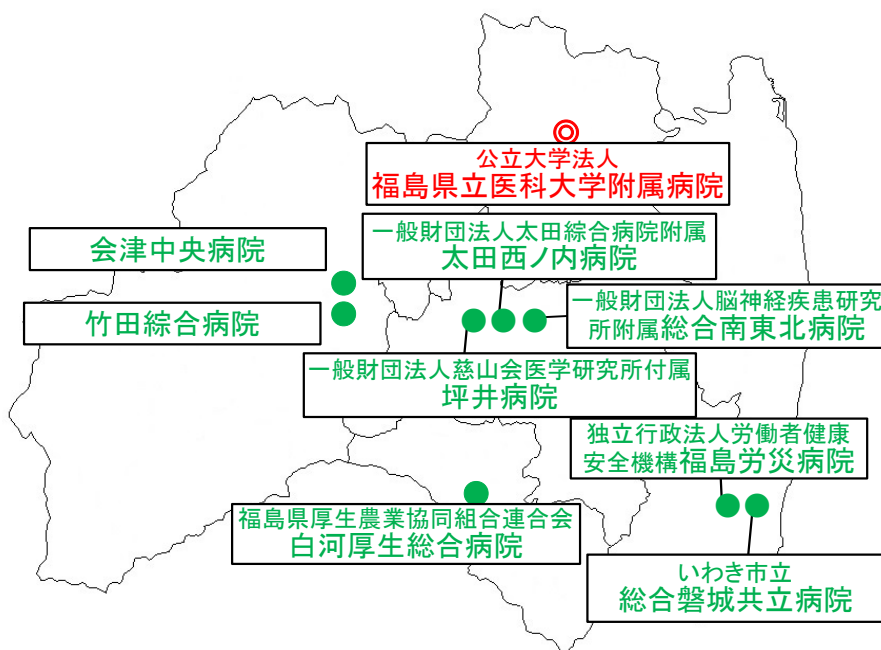 公立大学法人
福島県立医科大学附属病院
一般財団法人太田綜合病院附属
太田西ノ内病院
会津中央病院
竹田綜合病院
一般財団法人脳神経疾患研究
所附属総合南東北病院
一般財団法人慈山会医学研究所付属
坪井病院
独立行政法人労働者健康
安全機構福島労災病院
福島県厚生農業協同組合連合会
白河厚生総合病院
いわき市立
総合磐城共立病院